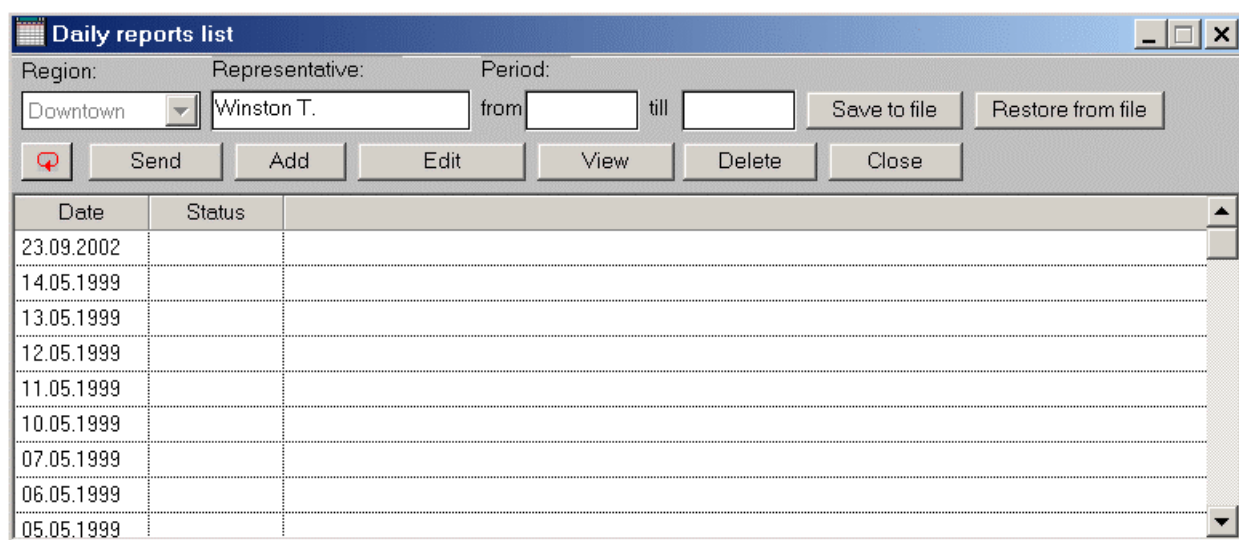 Daily reports list
Region: Representative: Period:
Downtown Winston T. from till Save to file Restore from file
Send Add Edit View Delete Close
Date Status
23.09.2002
14.05.1999
13.05.1999
12.05.1999
11.05.1999
10.05.1999
07.05.1999
06.05.1999
05.05.1999